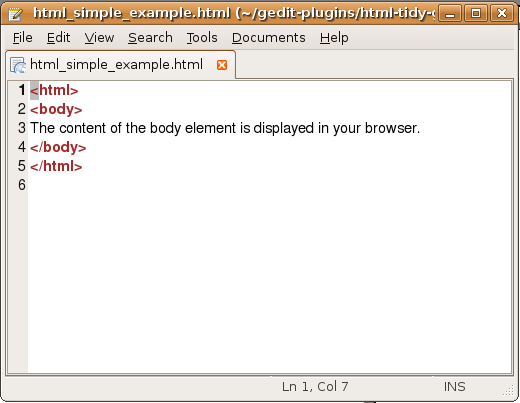 html_simple_example.html (~/gedit-plugins/html-tidy-
File Edit View Search Tools Documents Help
html_simple_example.html
1 <html>
2 <body>
3 The content of the body element is displayed in your browser.
4 </body>
5 </html>
6
Ln 1, Col 7 INS